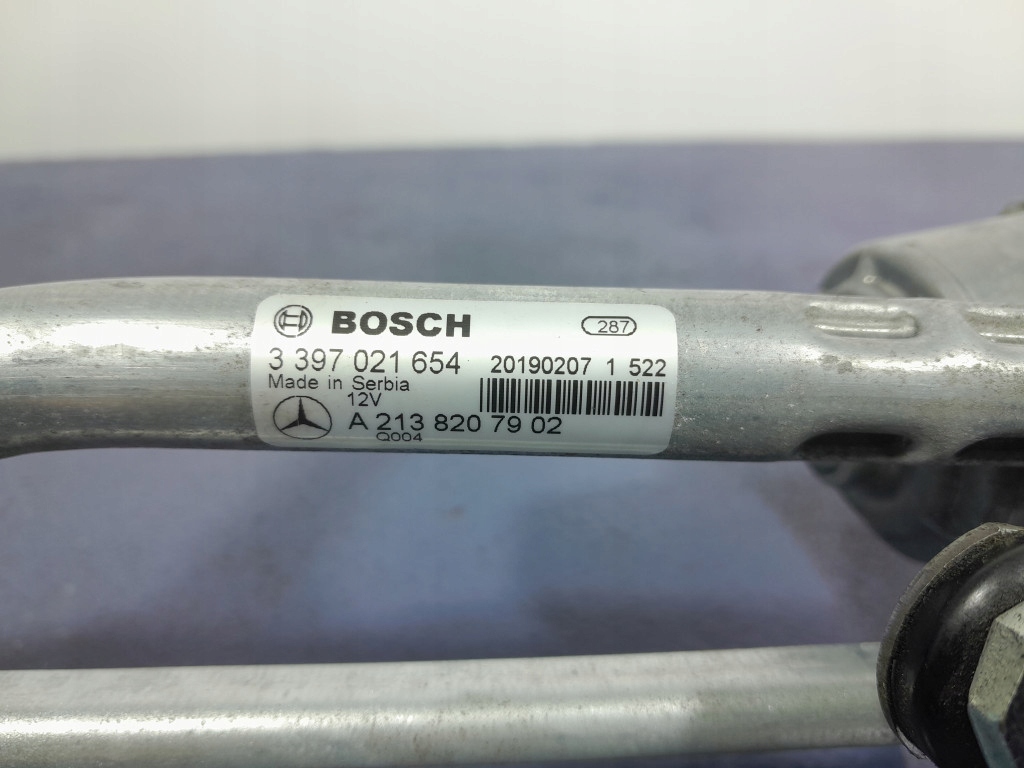 BOSCH 287
3 397 021 654 20190207 1 522
Made in Serbia
12V
A 213 820 79 02
Q004